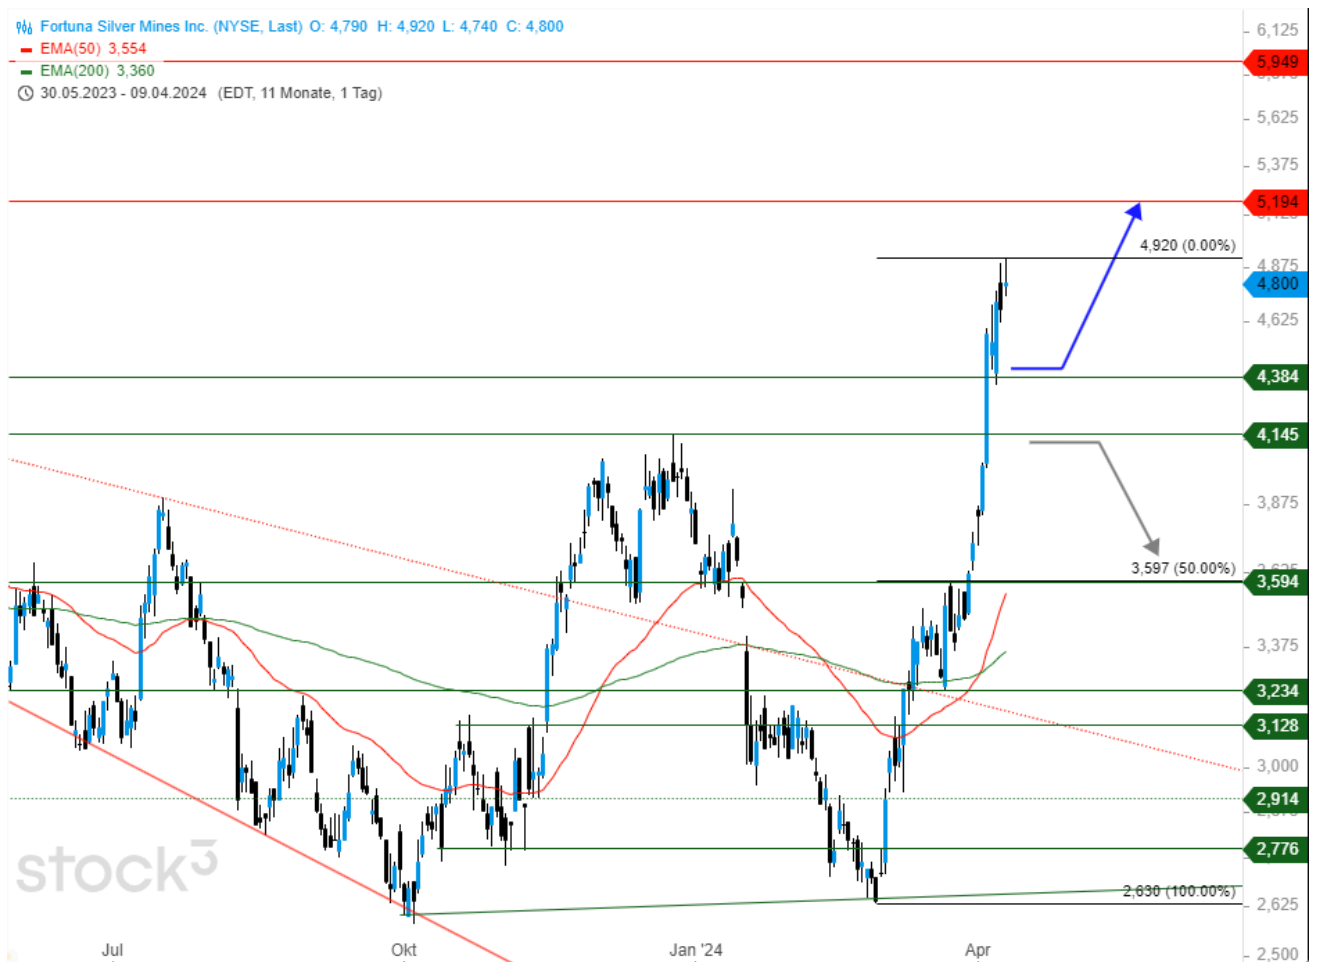 Fortuna Silver Mines Inc. (NYSE, Last) O: 4,790 H: 4,920 L: 4,740 C: 4,800
EMA(50) 3,554
EMA(200) 3,360
30.05.2023 - 09.04.2024 (EDT, 11 Monate, 1 Tag)
6,125
5,949
5,625
5,375
5,194
4,920 (0.00%)
4,875
4,800
4,625
4,384
4,145
3,875
3,597 (50.00%)
3,594
3,375
3,234
3,128
3,000
2,914
2,776
2,630 (100.00%)
2,625
2,500
stock3
Jul
Okt
Jan '24
Apr